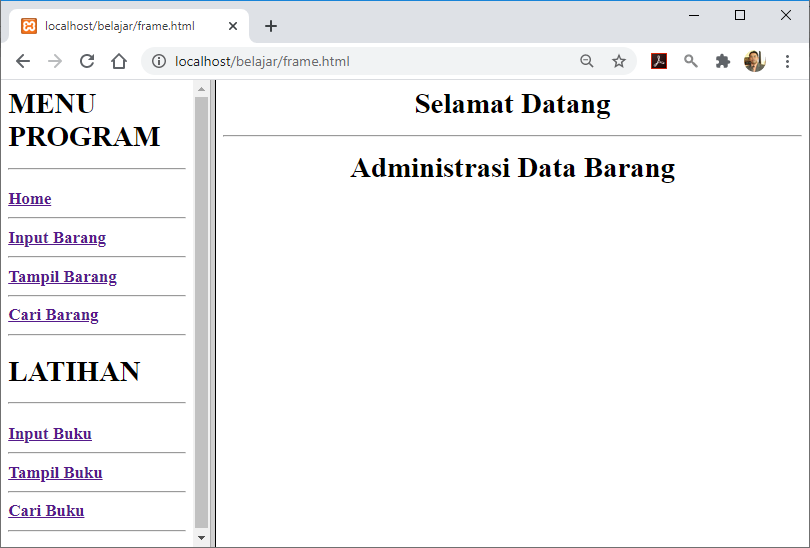 localhost/belajar/frame.html
localhost/belajar/frame.html
MENU
PROGRAM
Home
Input Barang
Tampil Barang
Cari Barang
LATIHAN
Input Buku
Tampil Buku
Cari Buku
Selamat Datang
Administrasi Data Barang